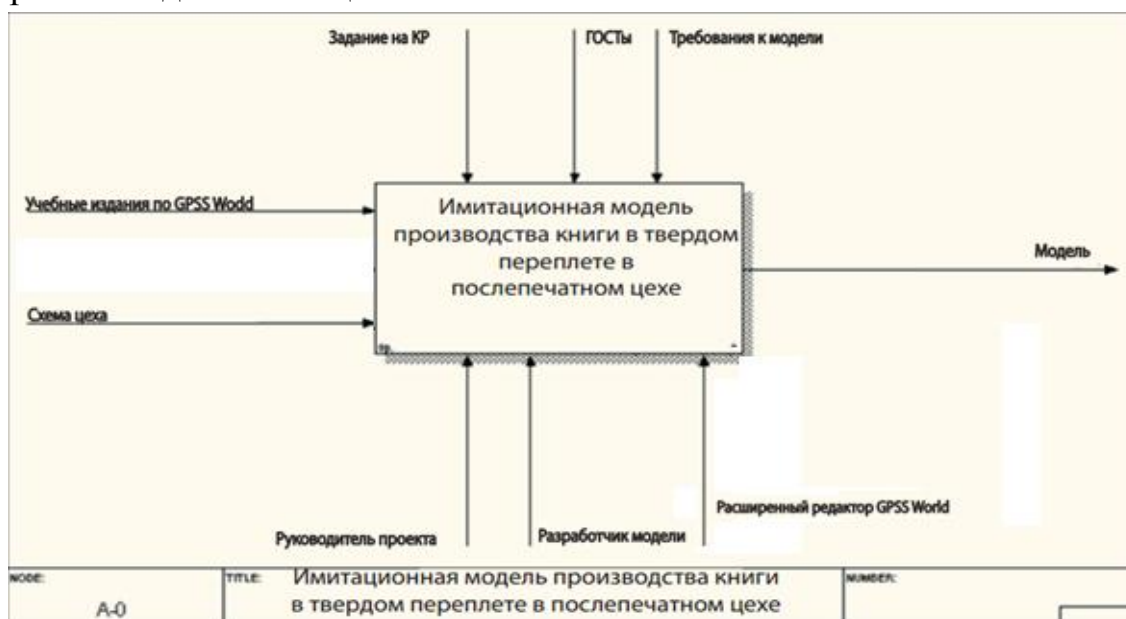 Задание на КР
ГОСТы
Требования к модели
Учебные издания по GPSS Wodd
Имитационная модель
производства книги в твердом
переплете в
послепечатном цехе
Модель
Схема цеха
Расширенный редактор GPSS World
Руководитель проекта
Разработчик модели
NODE:
A-0
TITLE:
Имитационная модель производства книги
в твердом переплете в послепечатном цехе
NUMBER: